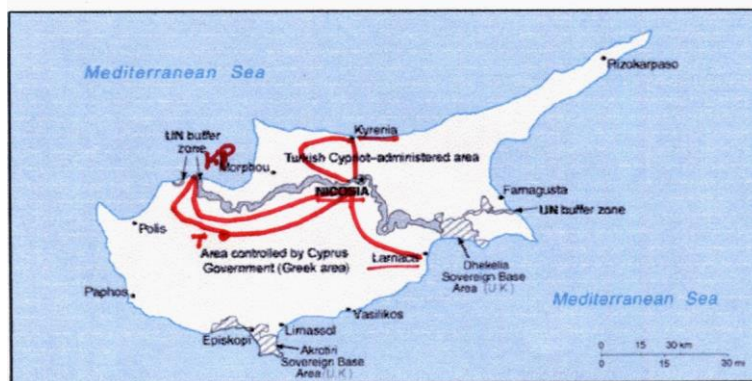 Mediterranean Sea
Rizokarpaso
Kyrenia
UN buffer
zone
KP
Morphou
Turkish Cypriot–administered area
NICOSIA
Famagusta
UN buffer zone
Polis
T
Area controlled by Cyprus
Government (Greek area)
Larnaca
Dhekelia
Sovereign Base
Area (U.K.)
Paphos
Vasilikos
Mediterranean Sea
Episkopi
Limassol
Akrotiri
Sovereign Base
Area (U.K.)
0 15 30 km
0 15 30 mi